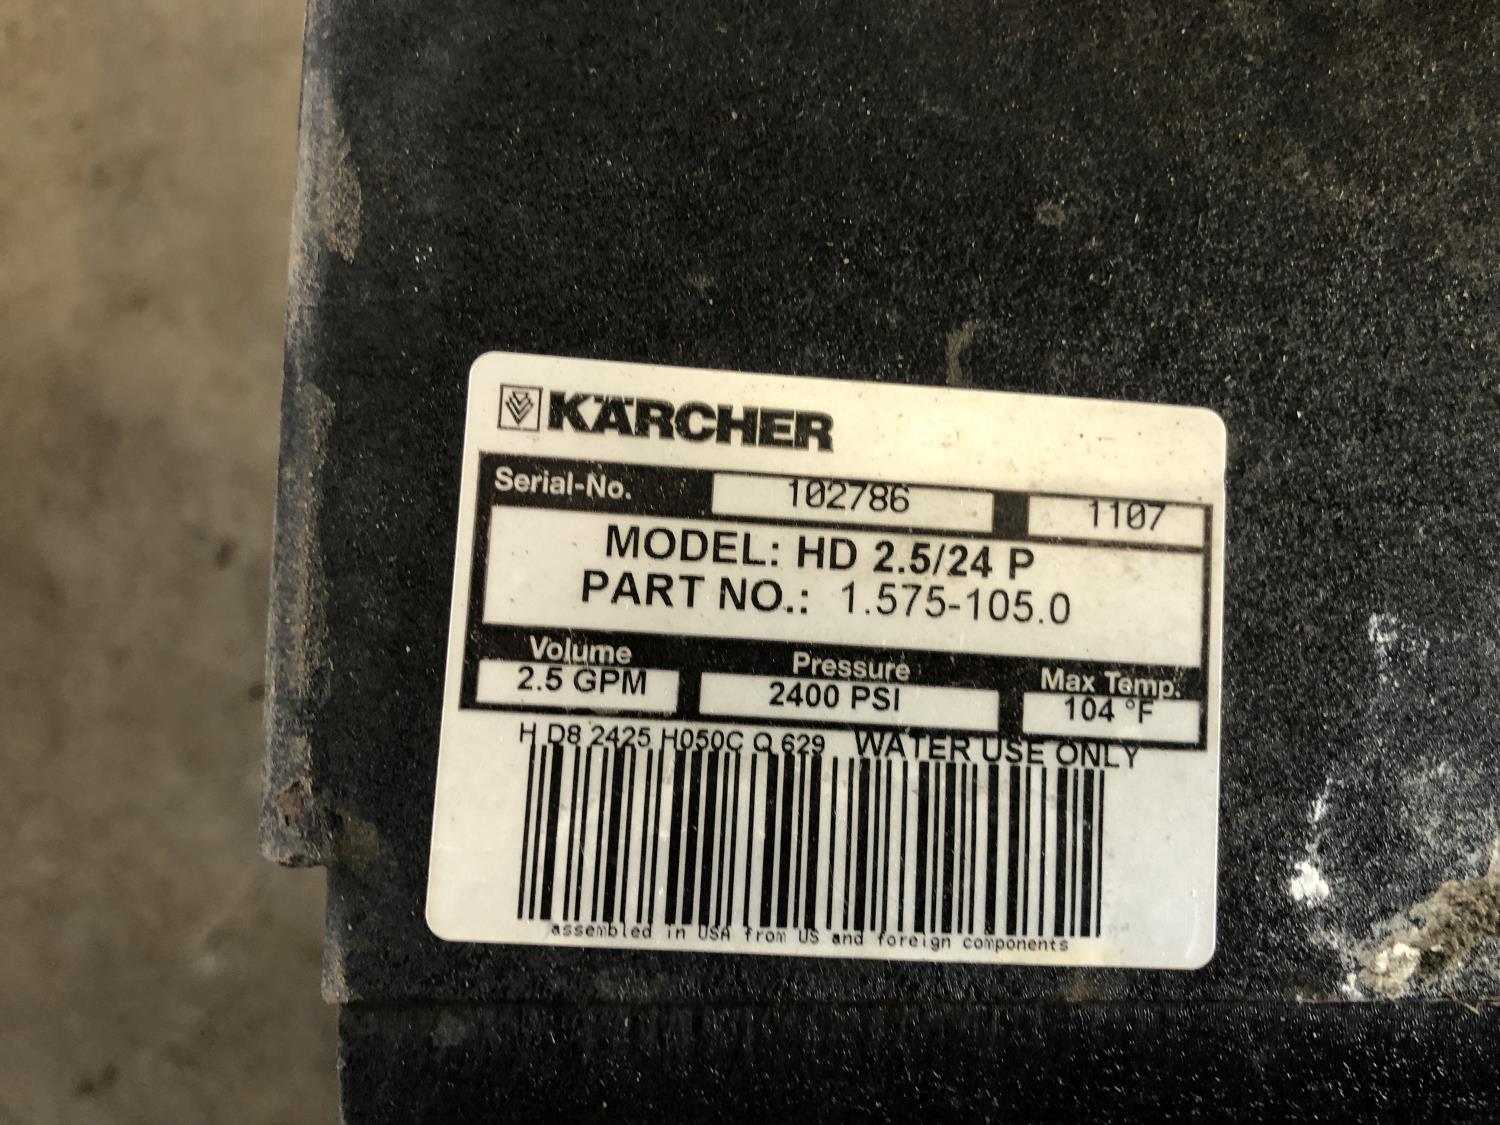 KÄRCHER
Serial-No. 102786 1107
MODEL: HD 2.5/24 P
PART NO.: 1.575-105.0
Volume Pressure Max Temp.
2.5 GPM 2400 PSI 104 °F
H D8 2425 H050C Q 629 WATER USE ONLY
assembled in USA from US and foreign components